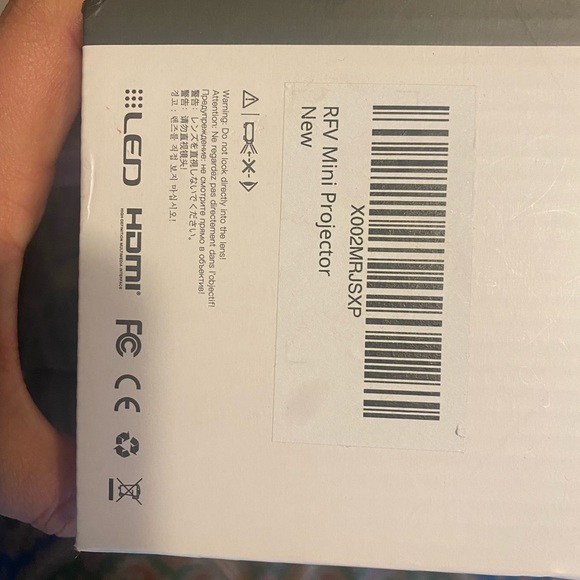 X002MRJSXP
RFV Mini Projector
New
Warning: Do not look directly into the lens!
Attention: Ne regardez pas directement dans l'objectif!
Предупреждение: не смотрите прямо в объектив!
警告：レンズを直視しないでください。
警告：请勿直视镜头!
경고：렌즈를 직접 보지 마십시오!
LED HDMI FC CE
HIGH-DEFINITION MULTIMEDIA INTERFACE